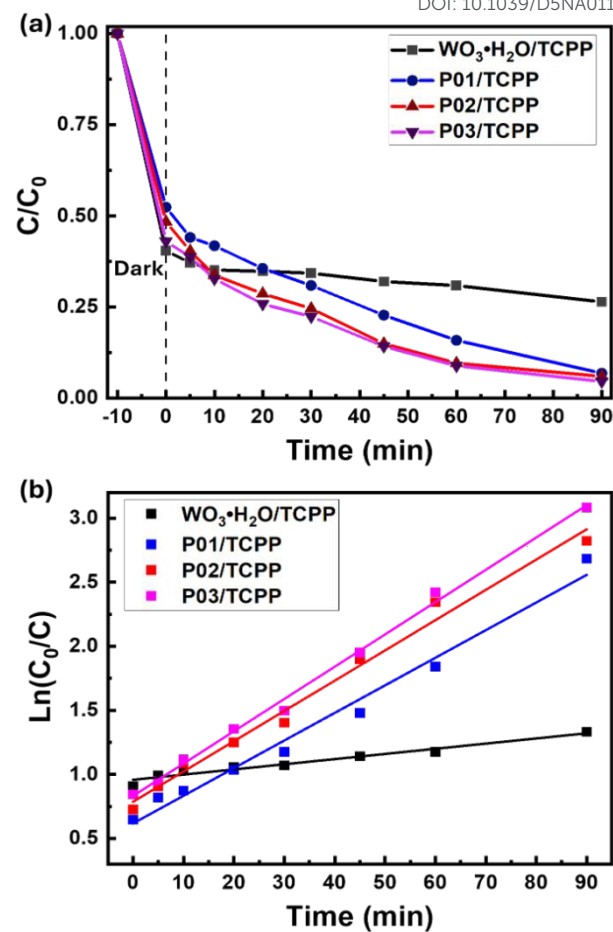 DOI: 10.1039/D5NA011
(a)
1.00
0.75
0.50
0.25
0.00
C/C₀
Dark
WO₃•H₂O/TCPP
P01/TCPP
P02/TCPP
P03/TCPP
-10 0 10 20 30 40 50 60 70 80 90
Time (min)
(b)
3.0
2.5
2.0
1.5
1.0
0.5
Ln(C₀/C)
WO₃•H₂O/TCPP
P01/TCPP
P02/TCPP
P03/TCPP
0 10 20 30 40 50 60 70 80 90
Time (min)